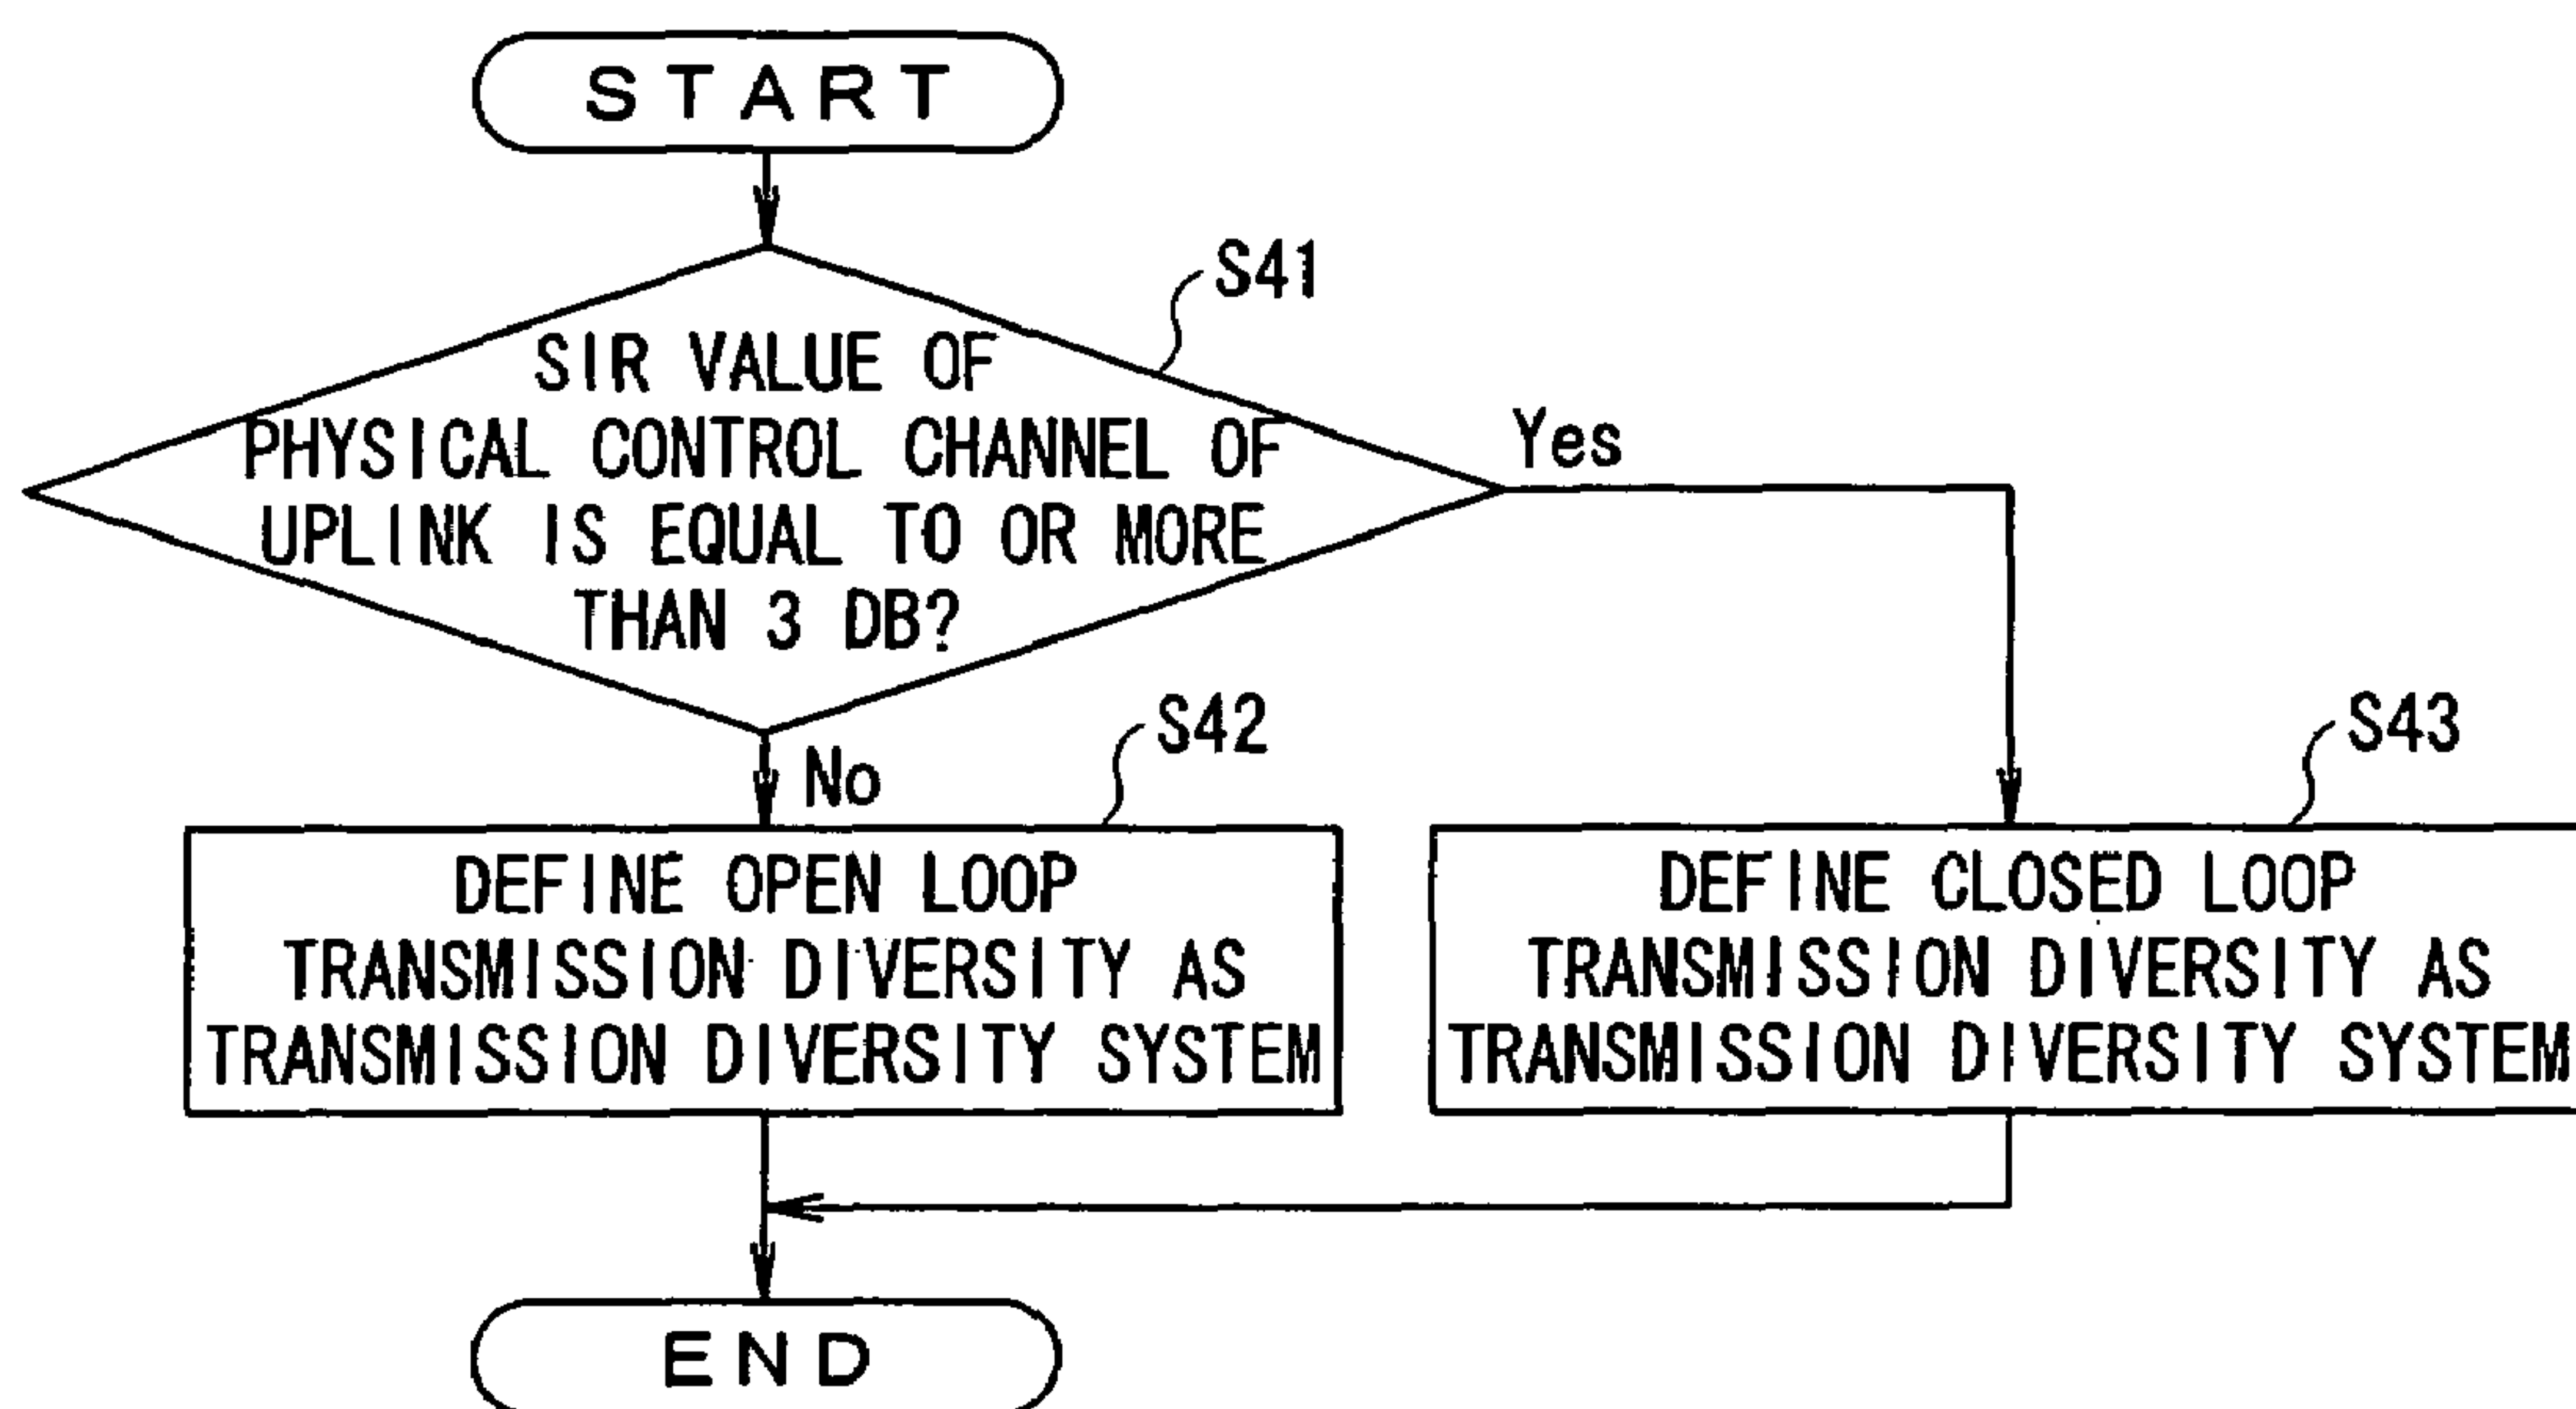 START
S41
SIR VALUE OF
PHYSICAL CONTROL CHANNEL OF
UPLINK IS EQUAL TO OR MORE
THAN 3 DB?
Yes
No
S42
DEFINE OPEN LOOP
TRANSMISSION DIVERSITY AS
TRANSMISSION DIVERSITY SYSTEM
S43
DEFINE CLOSED LOOP
TRANSMISSION DIVERSITY AS
TRANSMISSION DIVERSITY SYSTEM
END